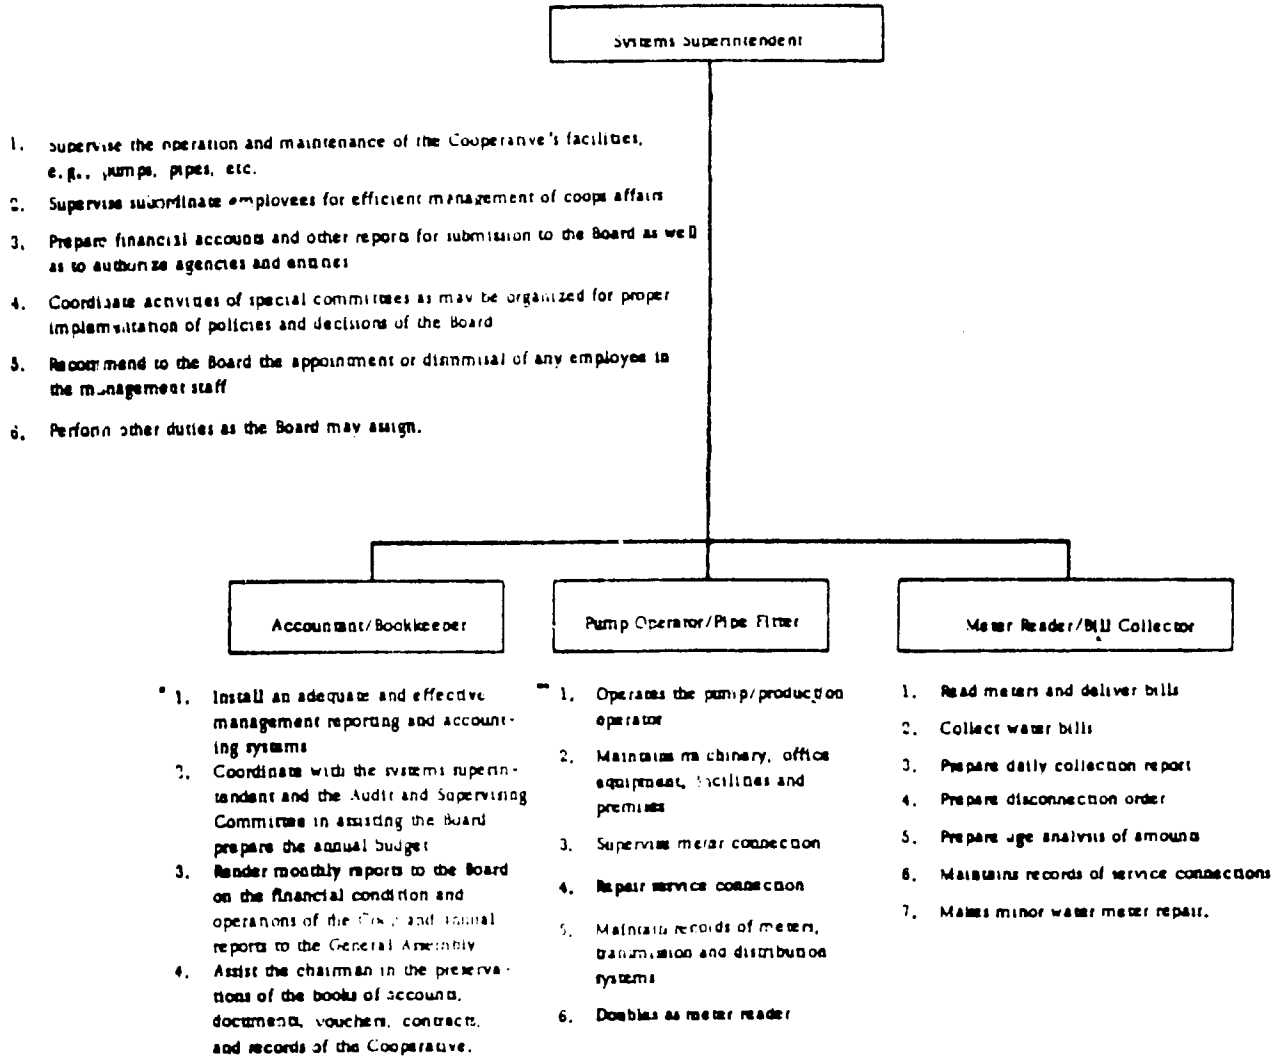 Systems Superintendent
1. Supervise the operation and maintenance of the Cooperative's facilities,
e.g., pumps, pipes, etc.
2. Supervise subordinate employees for efficient management of coops affairs
3. Prepare financial accounts and other reports for submission to the Board as well
as to authorize agencies and entities
4. Coordinate activities of special committees as may be organized for proper
implementation of policies and decisions of the Board
5. Recommend to the Board the appointment or dismissal of any employee in
the management staff
6. Perform other duties as the Board may assign.
Accountant/Bookkeeper
* 1. Install an adequate and effective
management reporting and account-
ing systems
2. Coordinate with the systems superin-
tendent and the Audit and Supervising
Committee in assisting the Board
prepare the annual budget
3. Render monthly reports to the Board
on the financial condition and
operations of the Coop and annual
reports to the General Assembly
4. Assist the chairman in the preserva-
tions of the books of accounts,
documents, vouchers, contracts,
and records of the Cooperative.
Pump Operator/Pipe Fitter
** 1. Operates the pump/production
operator
2. Maintains machinery, office
equipment, facilities and
premises
3. Supervise meter connection
4. Repair service connection
5. Maintain records of meters,
transmission and distribution
systems
6. Doubles as meter reader
Meter Reader/Bill Collector
1. Read meters and deliver bills
2. Collect water bills
3. Prepare daily collection report
4. Prepare disconnection order
5. Prepare age analysis of amounts
6. Maintains records of service connections
7. Makes minor water meter repair.